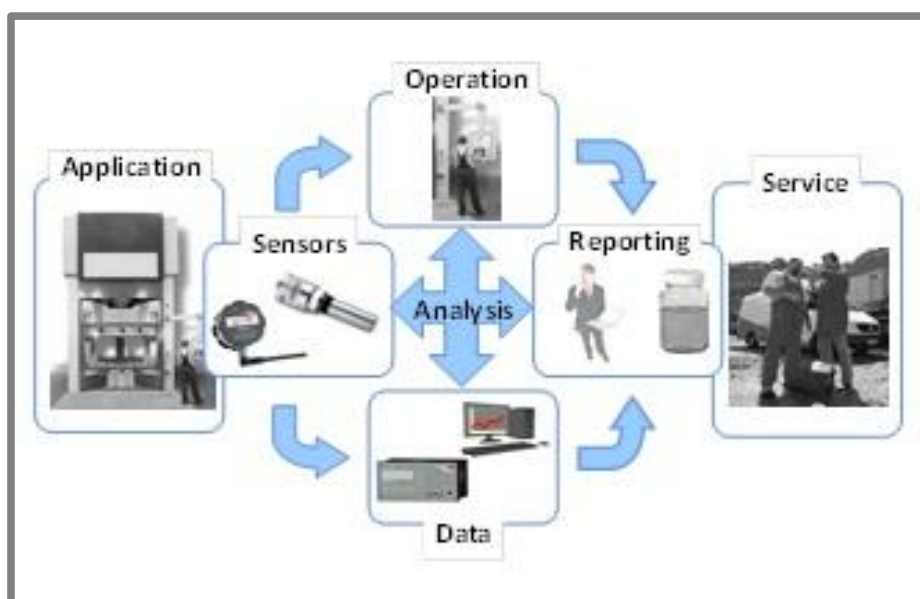 Operation
Application
Service
Sensors
Reporting
Analysis
Data